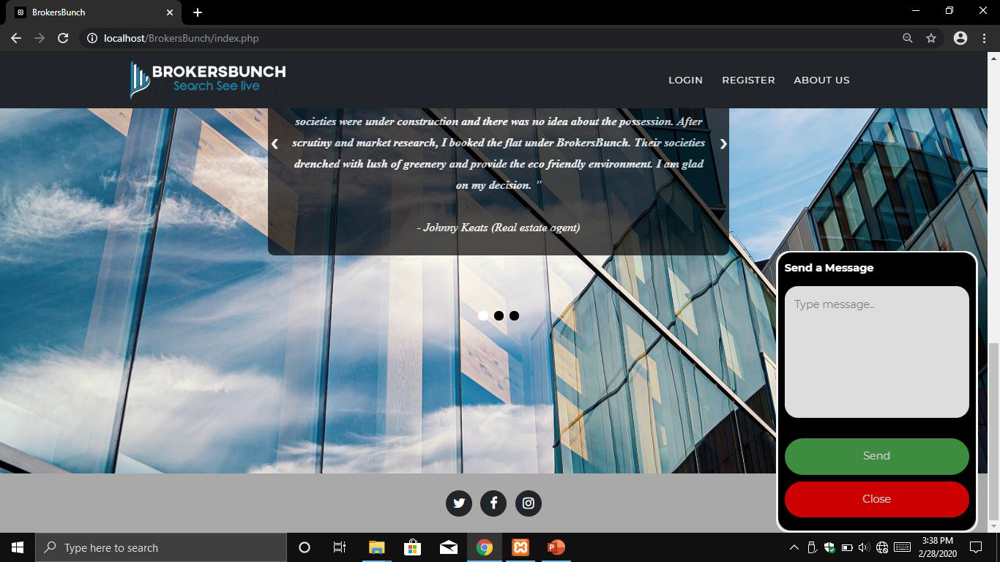 BrokersBunch
localhost/BrokersBunch/index.php
BROKERSBUNCH
Search See live
LOGIN
REGISTER
ABOUT US
societies were under construction and there was no idea about the possession. After
scrutiny and market research, I booked the flat under BrokersBunch. Their societies
drenched with lush of greenery and provide the eco friendly environment. I am glad
on my decision. "
- Johnny Keats (Real estate agent)
Send a Message
Type message..
Send
Close
Type here to search
3:38 PM
2/28/2020